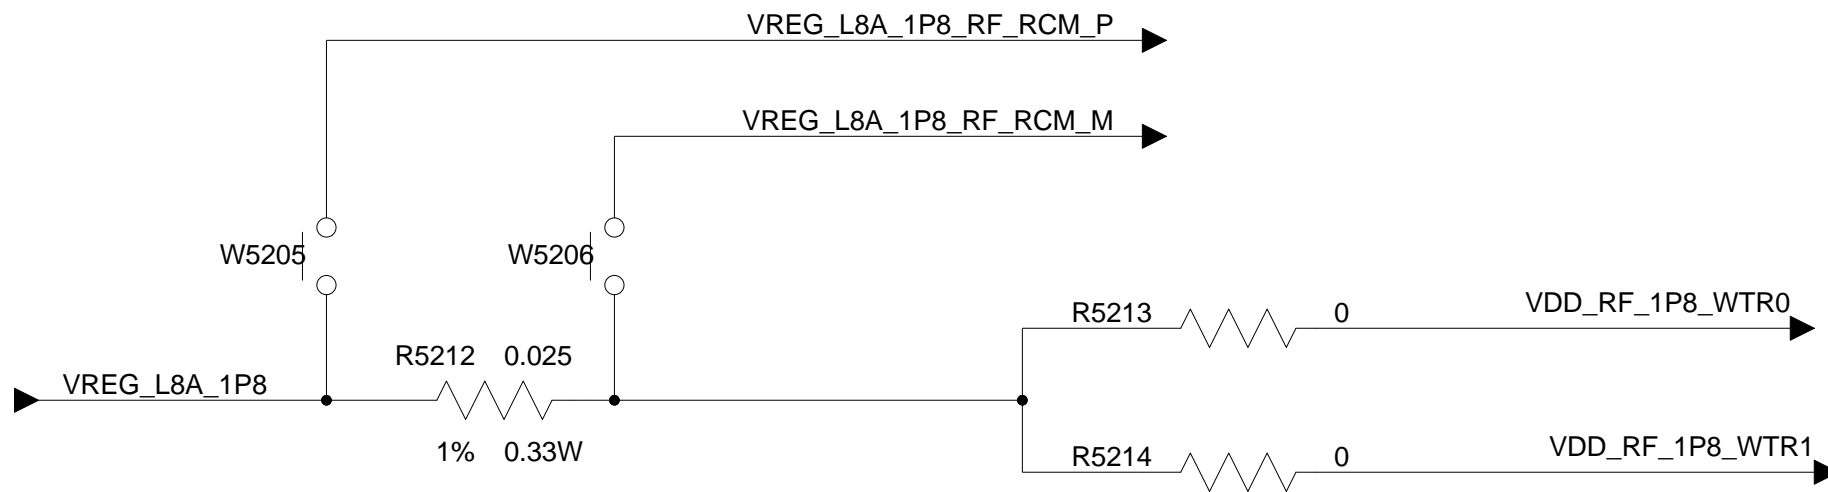 VREG_L8A_1P8_RF_RCM_P
VREG_L8A_1P8_RF_RCM_M
W5205
W5206
R5213 0
VDD_RF_1P8_WTR0
R5212 0.025
VREG_L8A_1P8
1% 0.33W
R5214 0
VDD_RF_1P8_WTR1